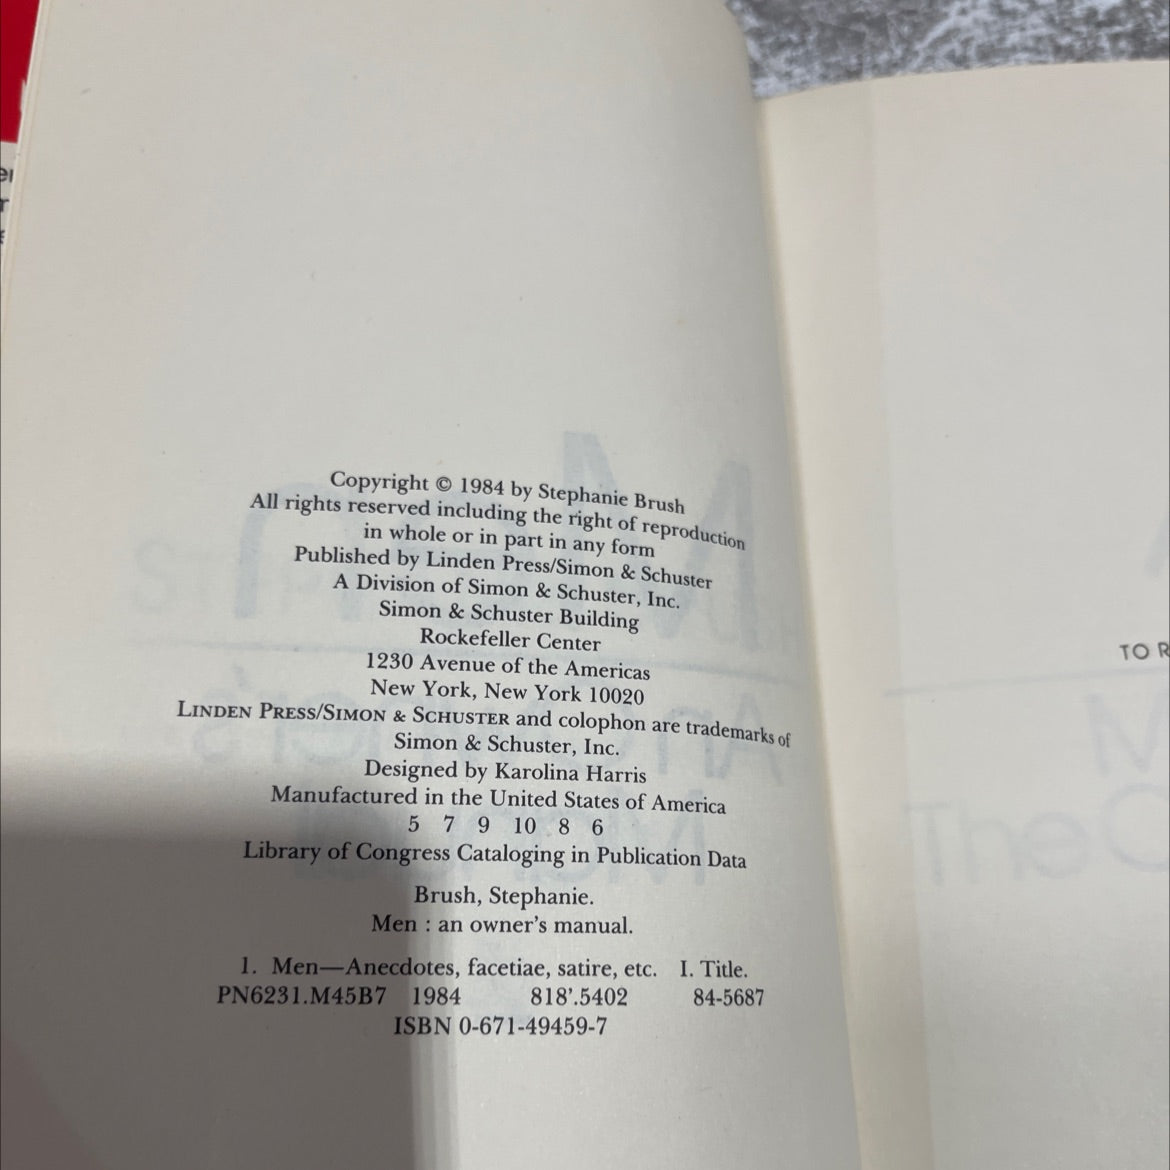 Copyright © 1984 by Stephanie Brush
All rights reserved including the right of reproduction
in whole or in part in any form
Published by Linden Press/Simon & Schuster
A Division of Simon & Schuster, Inc.
Simon & Schuster Building
Rockefeller Center
1230 Avenue of the Americas
New York, New York 10020
LINDEN PRESS/SIMON & SCHUSTER and colophon are trademarks of
Simon & Schuster, Inc.
Designed by Karolina Harris
Manufactured in the United States of America
5 7 9 10 8 6
Library of Congress Cataloging in Publication Data
Brush, Stephanie.
Men : an owner's manual.
1. Men—Anecdotes, facetiae, satire, etc. I. Title.
PN6231.M45B7 1984 818'.5402 84-5687
ISBN 0-671-49459-7
TO R